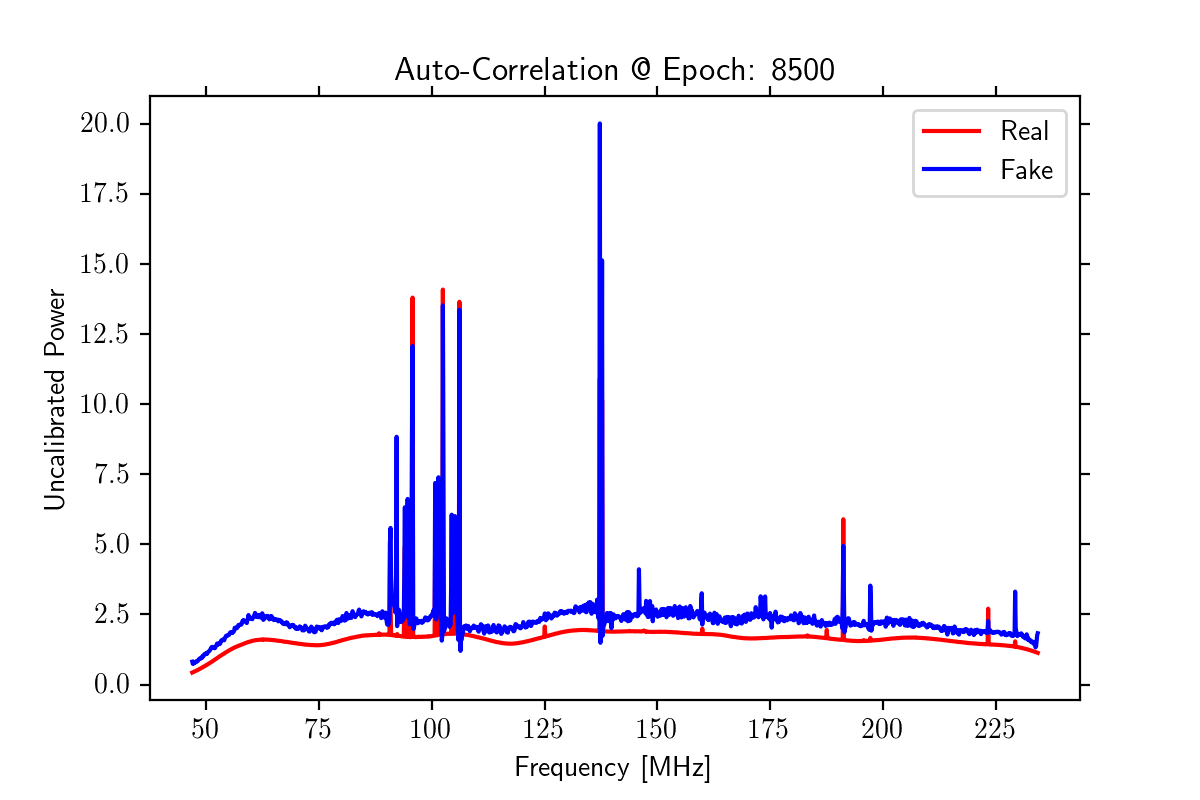 Auto-Correlation @ Epoch: 8500
Real
Fake
20.0
17.5
15.0
12.5
10.0
7.5
5.0
2.5
0.0
Uncalibrated Power
50 75 100 125 150 175 200 225
Frequency [MHz]